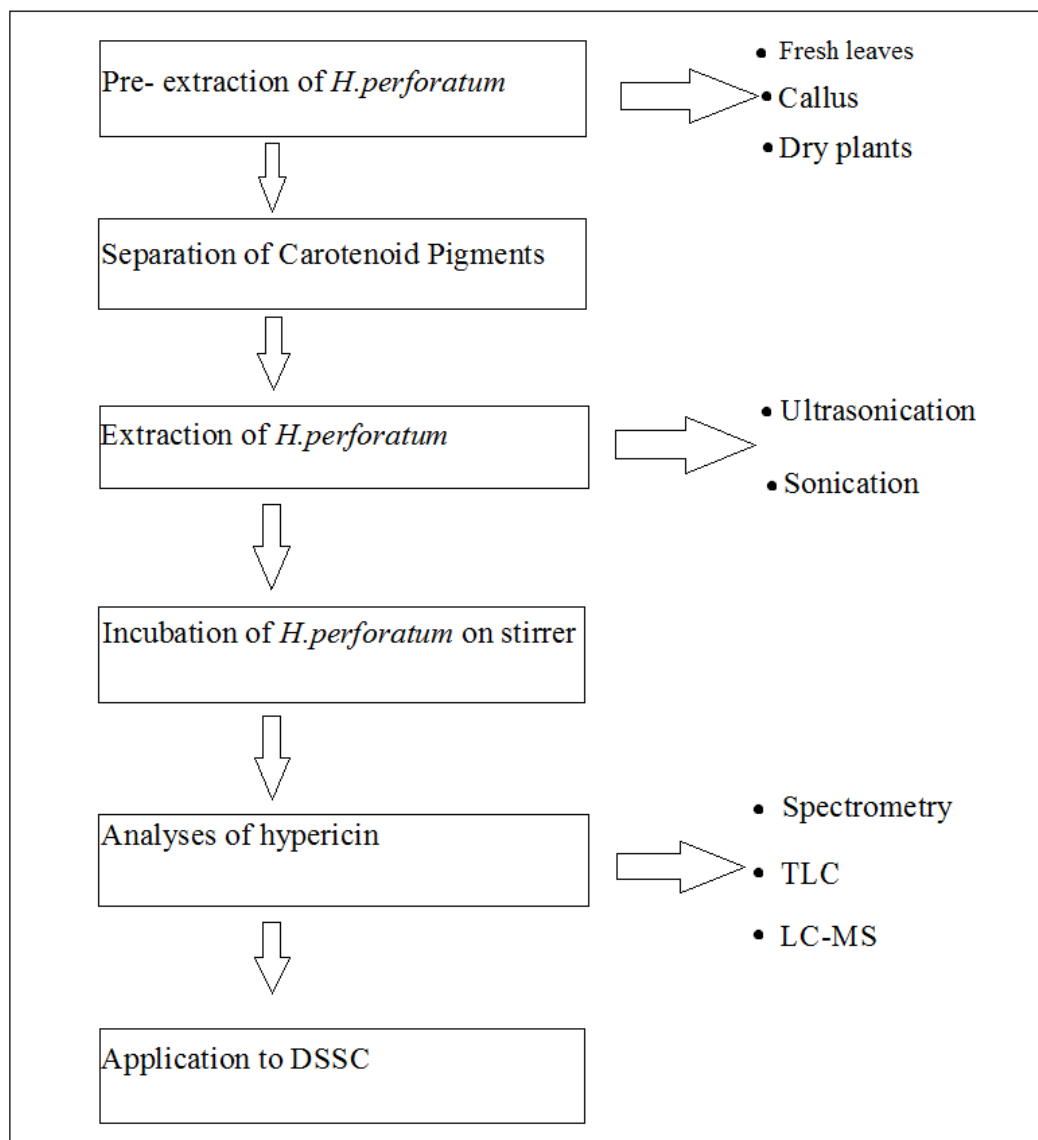 Pre- extraction of H.perforatum
• Fresh leaves
• Callus
• Dry plants
Separation of Carotenoid Pigments
Extraction of H.perforatum
• Ultrasonication
• Sonication
Incubation of H.perforatum on stirrer
Analyses of hypericin
• Spectrometry
• TLC
• LC-MS
Application to DSSC